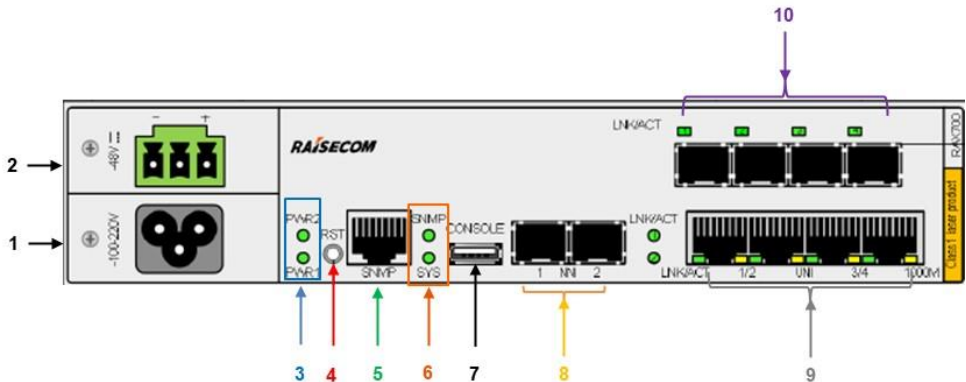 10
LNK/ACT
RAX700
-48V
- +
RAISECOM
2
PWR2
SNMP
CONSOLE
LNK/ACT
Class1 laser product
RST
1
~100-220V
PWR1
SNMP
SYS
1 NNI 2
LNK/ACT 1/2 UNI 3/4 1000M
3 4 5 6 7 8 9